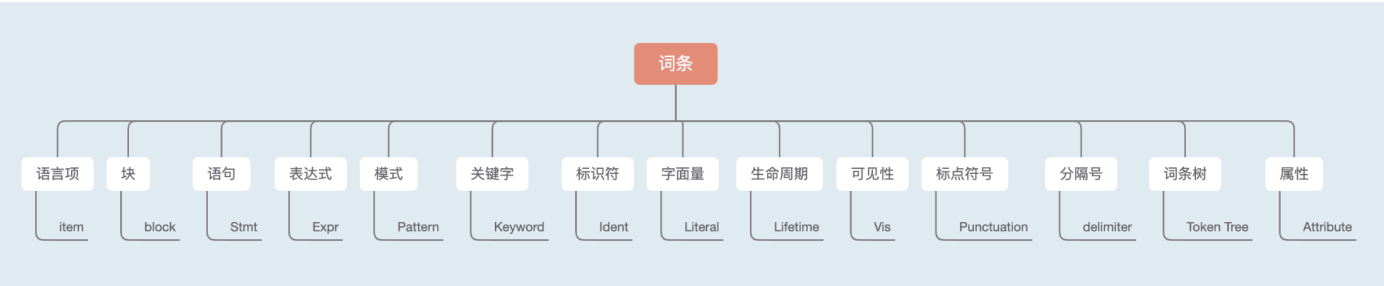 词条
语言项 块 语句 表达式 模式 关键字 标识符 字面量 生命周期 可见性 标点符号 分隔号 词条树 属性
item block Stmt Expr Pattern Keyword Ident Literal Lifetime Vis Punctuation delimiter Token Tree Attribute